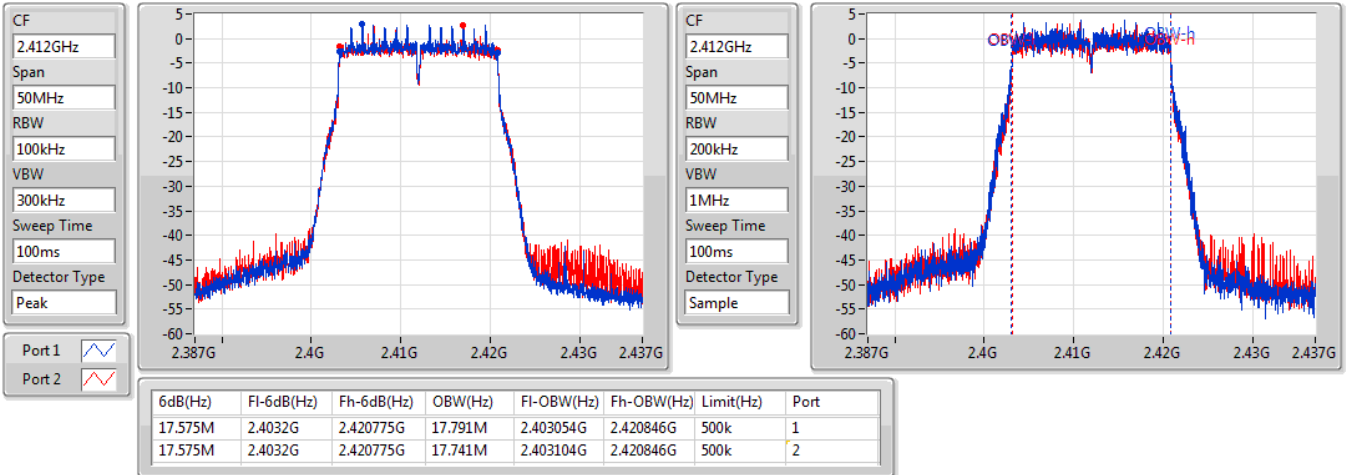 CF
2.412GHz
Span
50MHz
RBW
100kHz
VBW
300kHz
Sweep Time
100ms
Detector Type
Peak
Port 1
Port 2
5
0
-5
-10
-15
-20
-25
-30
-35
-40
-45
-50
-55
-60
2.387G 2.4G 2.41G 2.42G 2.43G 2.437G
CF
2.412GHz
Span
50MHz
RBW
200kHz
VBW
1MHz
Sweep Time
100ms
Detector Type
Sample
5
0
-5
-10
-15
-20
-25
-30
-35
-40
-45
-50
-55
-60
OBW-h
2.387G 2.4G 2.41G 2.42G 2.43G 2.437G
6dB(Hz) Fl-6dB(Hz) Fh-6dB(Hz) OBW(Hz) Fl-OBW(Hz) Fh-OBW(Hz) Limit(Hz) Port
17.575M 2.4032G 2.420775G 17.791M 2.403054G 2.420846G 500k 1
17.575M 2.4032G 2.420775G 17.741M 2.403104G 2.420846G 500k 2